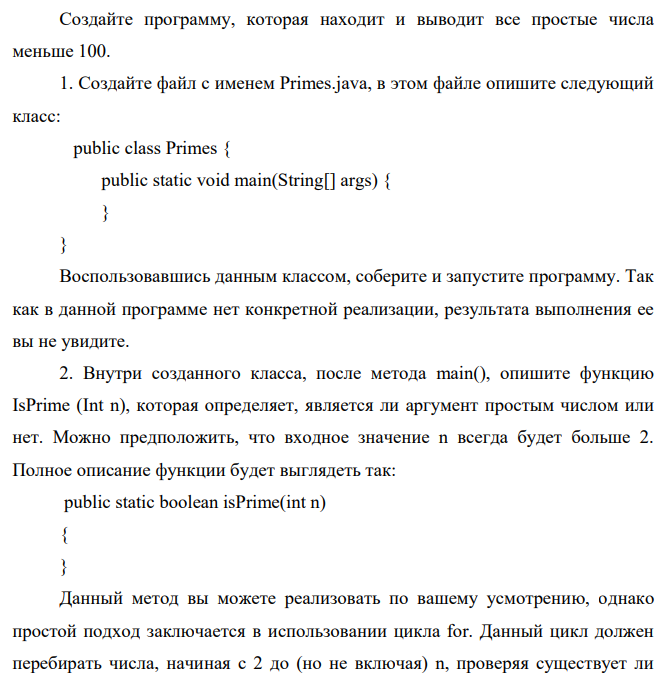 Создайте программу, которая находит и выводит все простые числа
меньше 100.
1. Создайте файл с именем Primes.java, в этом файле опишите следующий
класс:
public class Primes {
public static void main(String[] args) {
}
}
Воспользовавшись данным классом, соберите и запустите программу. Так
как в данной программе нет конкретной реализации, результата выполнения ее
вы не увидите.
2. Внутри созданного класса, после метода main(), опишите функцию
IsPrime (Int n), которая определяет, является ли аргумент простым числом или
нет. Можно предположить, что входное значение n всегда будет больше 2.
Полное описание функции будет выглядеть так:
public static boolean isPrime(int n)
{
}
Данный метод вы можете реализовать по вашему усмотрению, однако
простой подход заключается в использовании цикла for. Данный цикл должен
перебирать числа, начиная с 2 до (но не включая) n, проверяя существует ли